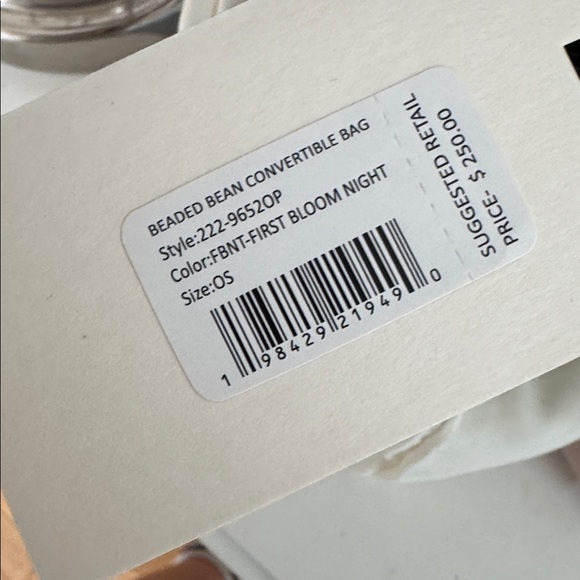 BEADED BEAN CONVERTIBLE BAG
Style:222-9652OP
Color:FBNT-FIRST BLOOM NIGHT
Size:OS
1 98429 21949 0
SUGGESTED RETAIL
PRICE- $ 250.00